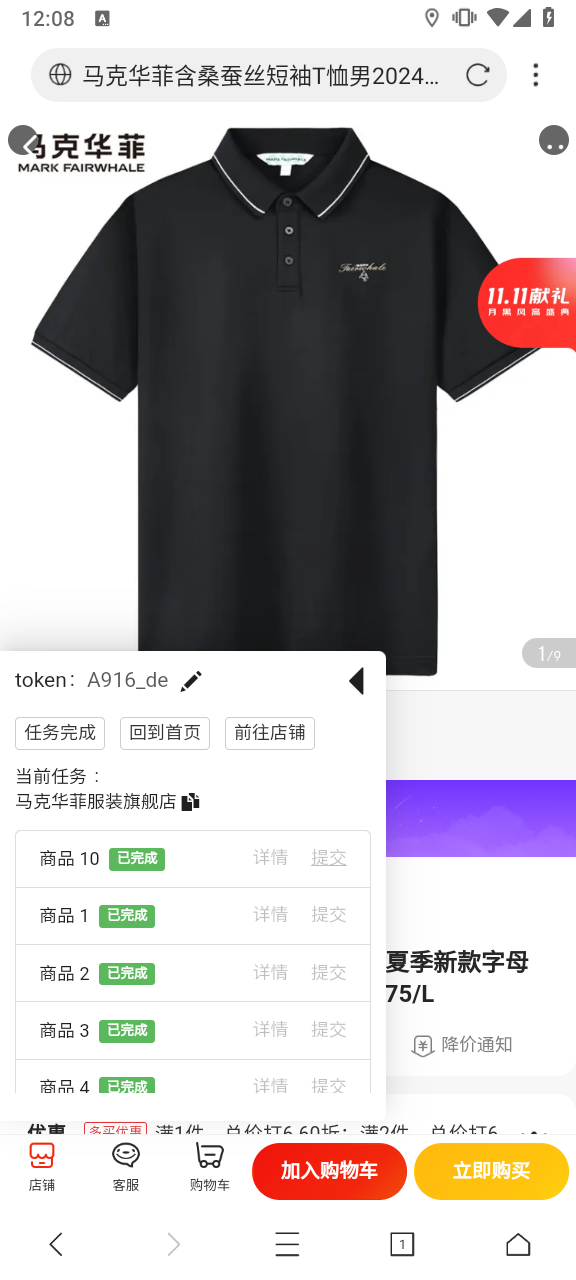 12:08
A
马克华菲含桑蚕丝短袖T恤男2024…
马克华菲
MARK FAIRWHALE
MARK FAIRWHALE
Fairwhale
11.11献礼
月黑风高盛典
1/9
token：A916_de
任务完成 回到首页 前往店铺
当前任务：
马克华菲服装旗舰店
商品 10 已完成 详情 提交
商品 1 已完成 详情 提交
商品 2 已完成 详情 提交
商品 3 已完成 详情 提交
商品 4 已完成 详情 提交
夏季新款字母
75/L
降价通知
优惠 多买优惠 满1件，总价打6.60折；满2件，总价打6
店铺 客服 购物车 加入购物车 立即购买
1